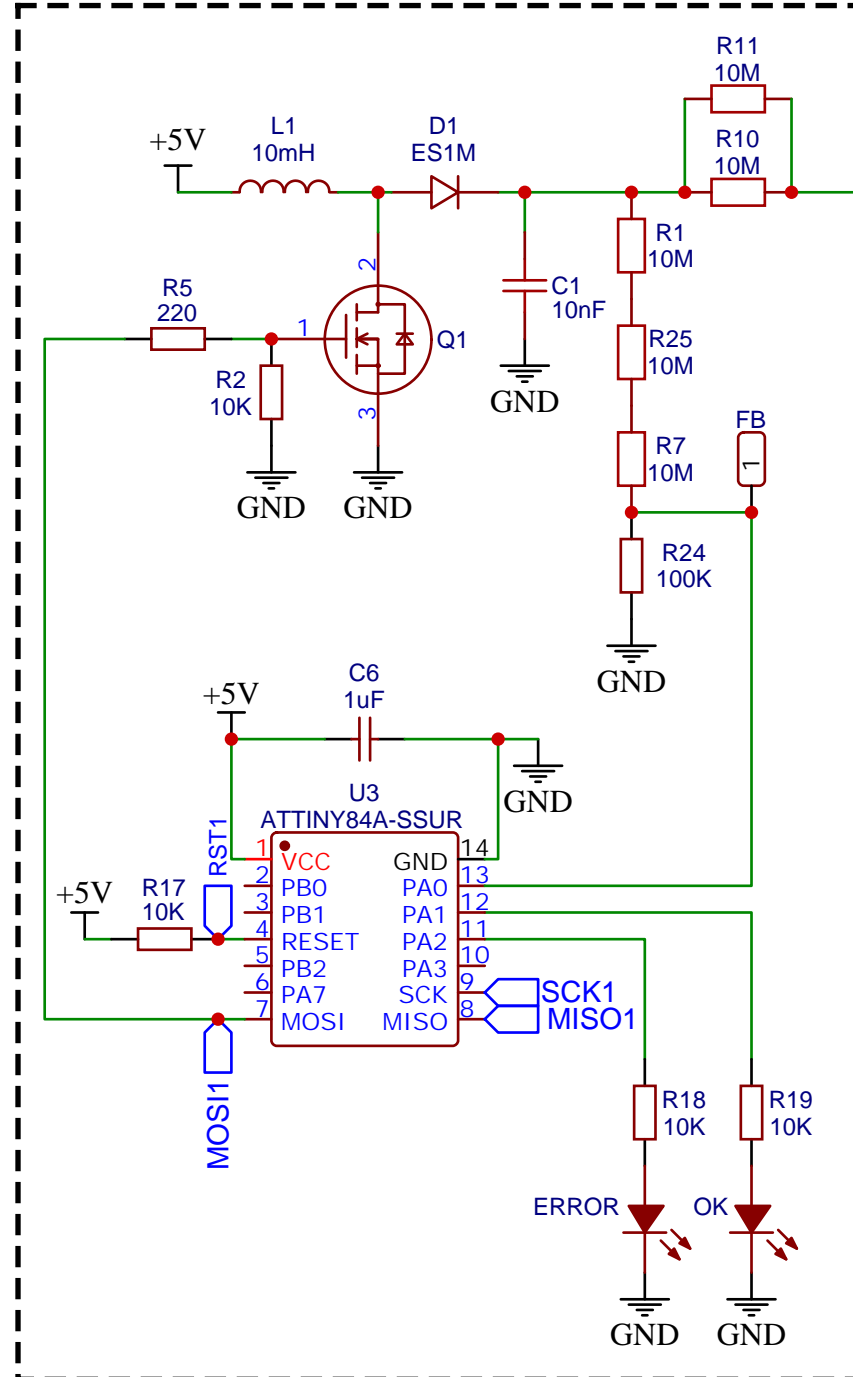 R11
10M
L1
10mH
D1
ES1M
R10
10M
+5V
R1
10M
2
C1
10nF
R5
220
1
Q1
R25
10M
R2
10K
GND
FB
1
3
R7
10M
GND
GND
R24
100K
GND
C6
1uF
+5V
GND
U3
ATTINY84A-SSUR
RST1
1
VCC
GND
14
2
PB0
PA0
13
+5V
R17
10K
3
PB1
PA1
12
4
RESET
PA2
11
5
PB2
PA3
10
6
PA7
SCK
9
SCK1
7
MOSI
MISO
8
MISO1
MOSI1
R18
10K
R19
10K
ERROR
OK
GND
GND